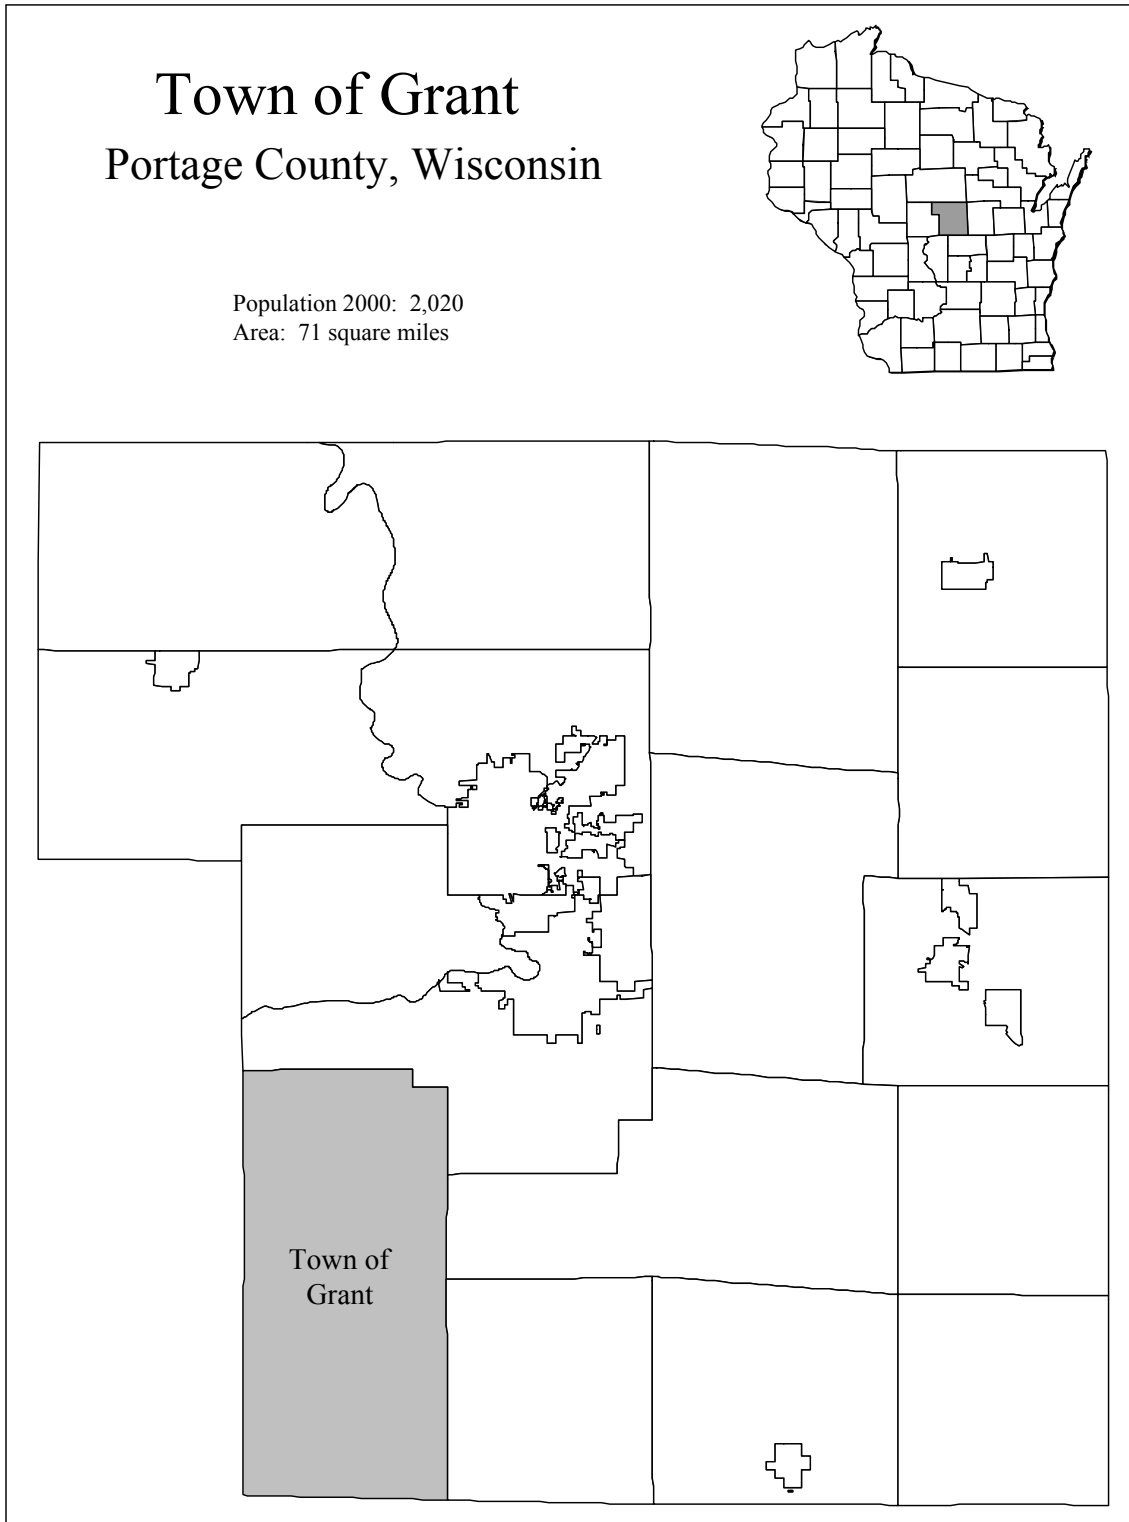 Town of Grant
Portage County, Wisconsin
Population 2000:  2,020
Area:  71 square miles
Town of
Grant